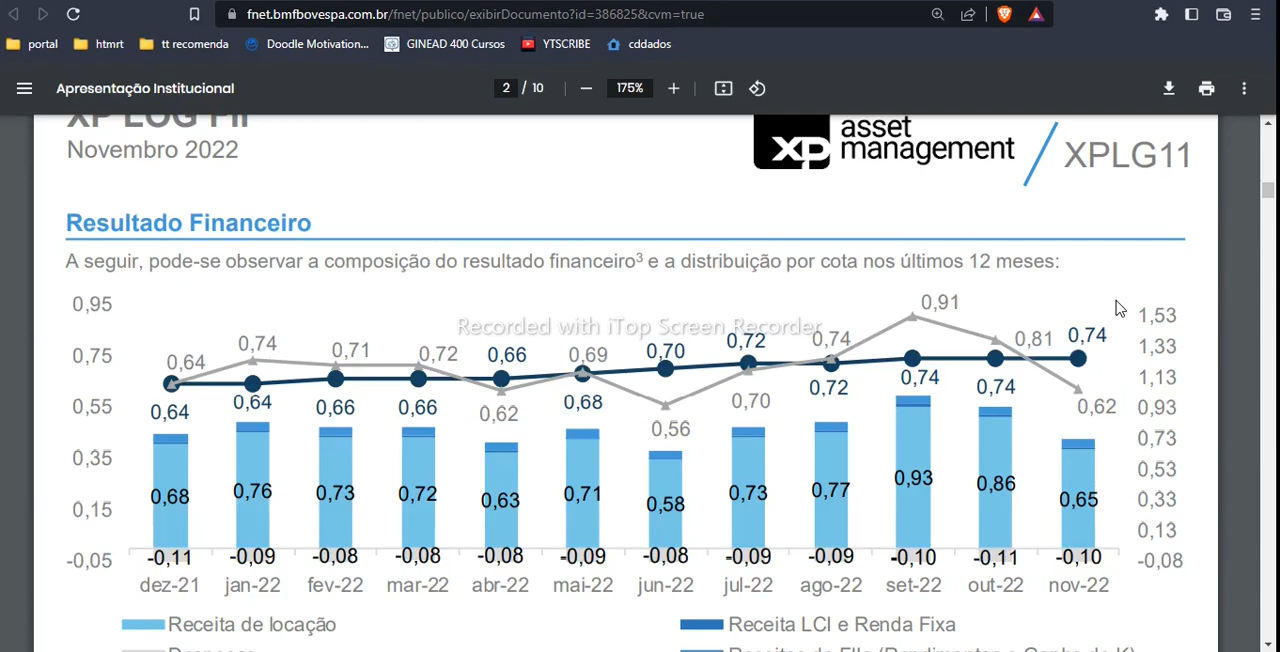 fnet.bmfbovespa.com.br/fnet/publico/exibirDocumento?id=386825&cvm=true
portal htmrt tt recomenda Doodle Motivation... GINEAD 400 Cursos YTSCRIBE cddados
Apresentação Institucional 2 / 10 — 175% +
XP LOG FII
Novembro 2022
xp asset management XPLG11
Resultado Financeiro
A seguir, pode-se observar a composição do resultado financeiro³ e a distribuição por cota nos últimos 12 meses:
Recorded with iTop Screen Recorder
0,95 0,75 0,55 0,35 0,15 -0,05
0,64 0,74 0,71 0,72 0,62 0,69 0,56 0,70 0,74 0,91 0,81 0,62
0,64 0,64 0,66 0,66 0,66 0,68 0,70 0,72 0,72 0,74 0,74 0,74
0,68 0,76 0,73 0,72 0,63 0,71 0,58 0,73 0,77 0,93 0,86 0,65
-0,11 -0,09 -0,08 -0,08 -0,08 -0,09 -0,08 -0,09 -0,09 -0,10 -0,11 -0,10
1,53 1,33 1,13 0,93 0,73 0,53 0,33 0,13 -0,08
dez-21 jan-22 fev-22 mar-22 abr-22 mai-22 jun-22 jul-22 ago-22 set-22 out-22 nov-22
Receita de locação Receita LCI e Renda Fixa